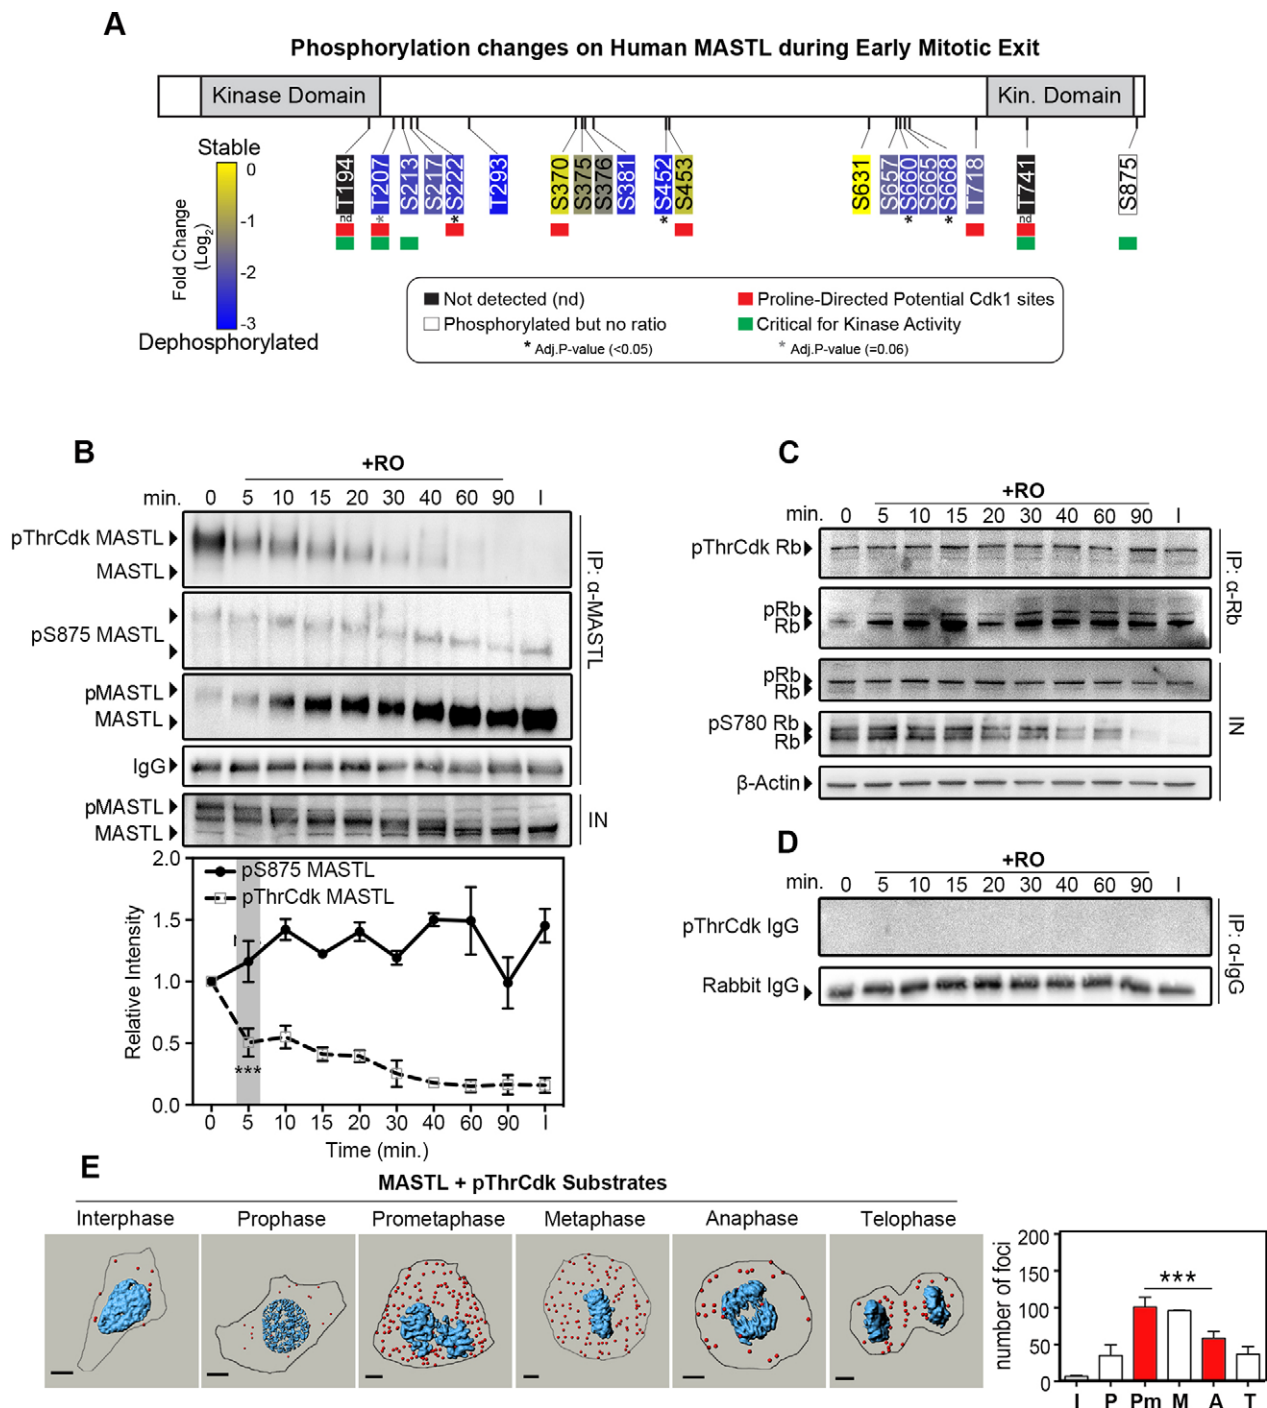 A
Phosphorylation changes on Human MASTL during Early Mitotic Exit
Kinase Domain
Kin. Domain
Stable
0
-1
-2
-3
Fold Change
(Log2)
Dephosphorylated
T194
T207
S213
S217
S222
T293
S370
S375
S376
S381
S452
S453
S631
S657
S660
S665
S668
T718
T741
S875
nd
*
*
*
*
*
nd
Not detected (nd)
Proline-Directed Potential Cdk1 sites
Phosphorylated but no ratio
Critical for Kinase Activity
* Adj.P-value (<0.05)
* Adj.P-value (=0.06)
B
+RO
min. 0 5 10 15 20 30 40 60 90 I
pThrCdk MASTL
MASTL
pS875 MASTL
pMASTL
MASTL
IgG
IP: α-MASTL
pMASTL
MASTL
IN
2.0
1.5
1.0
0.5
0.0
Relative Intensity
pS875 MASTL
pThrCdk MASTL
***
0 5 10 15 20 30 40 60 90 I
Time (min.)
C
+RO
min. 0 5 10 15 20 30 40 60 90 I
pThrCdk Rb
pRb
Rb
IP: α-Rb
pRb
Rb
pS780 Rb
Rb
β-Actin
IN
D
+RO
min. 0 5 10 15 20 30 40 60 90 I
pThrCdk IgG
Rabbit IgG
IP: α-IgG
E
MASTL + pThrCdk Substrates
Interphase Prophase Prometaphase Metaphase Anaphase Telophase
number of foci
200
150
100
50
0
***
I P Pm M A T